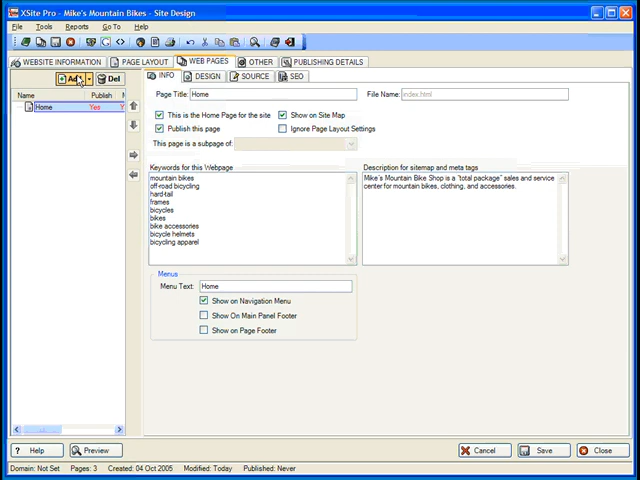 XSite Pro - Mike's Mountain Bikes - Site Design
File Tools Reports Go To Help
WEBSITE INFORMATION PAGE LAYOUT WEB PAGES OTHER PUBLISHING DETAILS
Add Del
Name Publish
Home Yes Y
INFO DESIGN SOURCE SEO
Page Title: Home File Name: index.html
This is the Home Page for the site Show on Site Map
Publish this page Ignore Page Layout Settings
This page is a subpage of:
Keywords for this Webpage
mountain bikes
off-road bicycling
hard-tail
frames
bicycles
bikes
bike accessories
bicycle helmets
bicycling apparel
Description for sitemap and meta tags
Mike's Mountain Bike Shop is a "total package" sales and service
center for mountain bikes, clothing, and accessories.
Menus
Menu Text: Home
Show on Navigation Menu
Show On Main Panel Footer
Show on Page Footer
? Help Preview Cancel Save Close
Domain: Not Set Pages: 3 Created: 04 Oct 2005 Modified: Today Published: Never